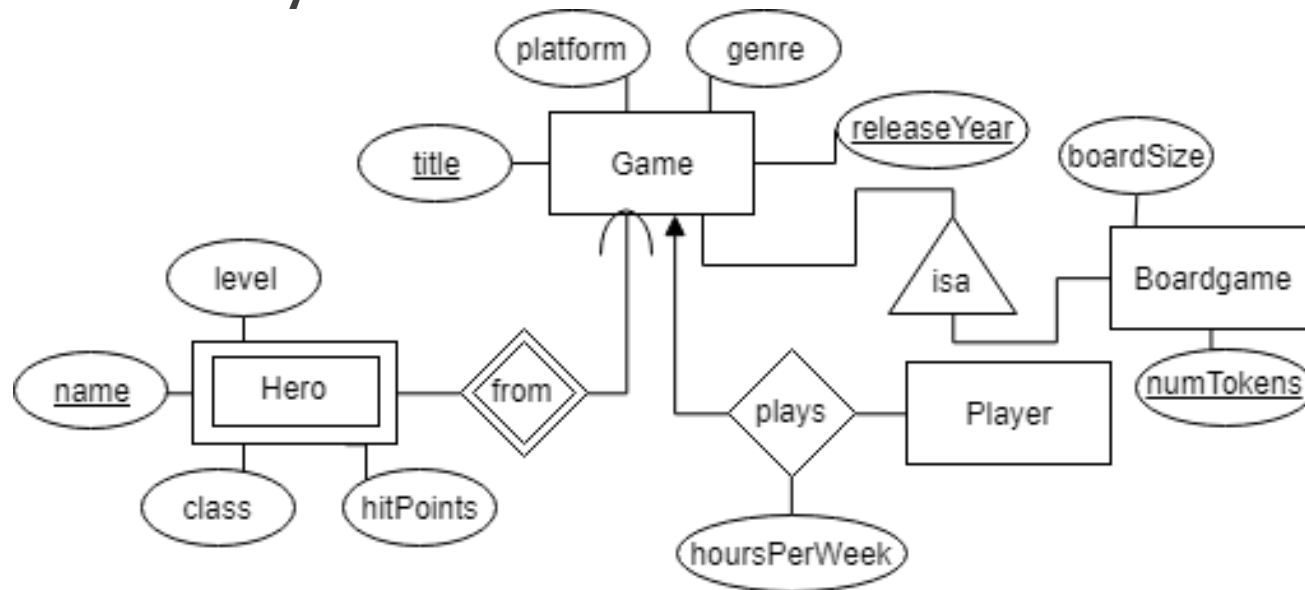 platform
genre
title
Game
releaseYear
boardSize
level
isa
Boardgame
name
Hero
from
plays
Player
numTokens
class
hitPoints
hoursPerWeek